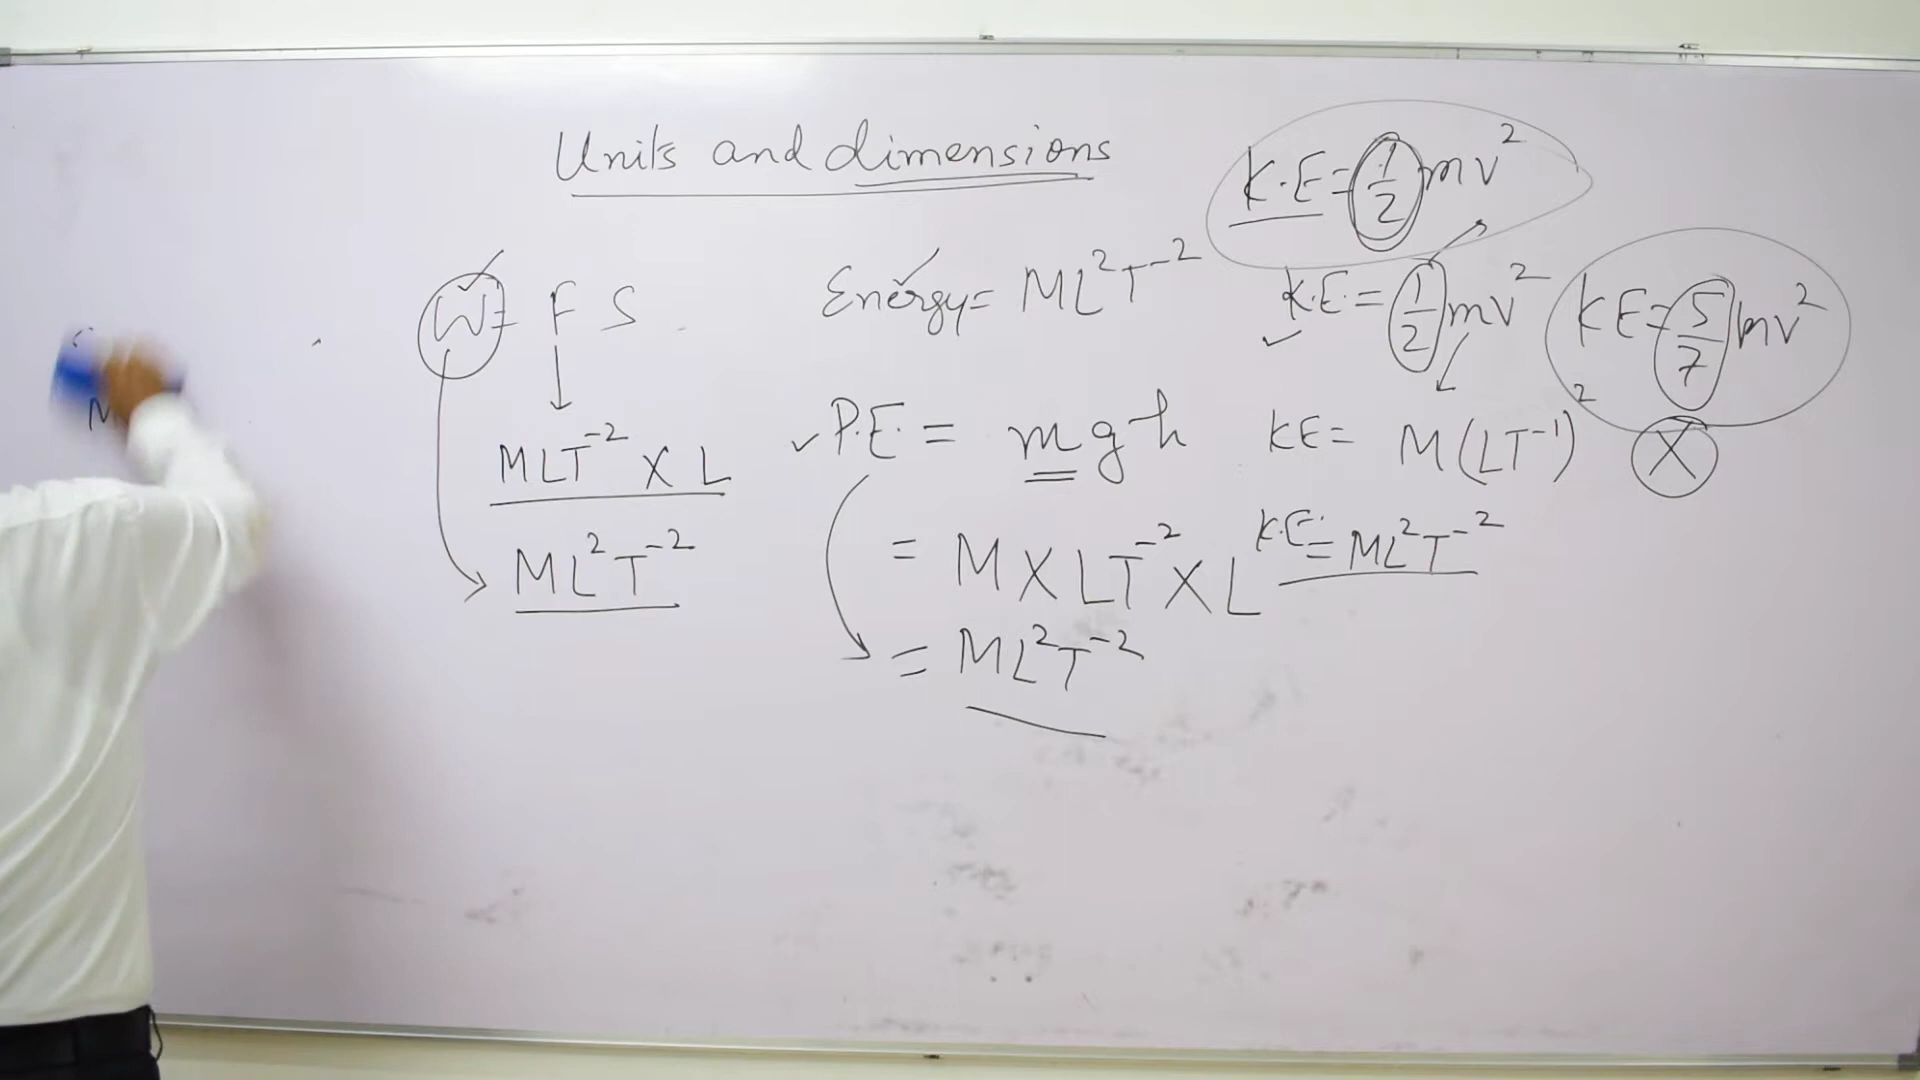 Units and dimensions
K.E = 1/2 mv²
W = F S
MLT⁻² X L
ML²T⁻²
Energy = ML²T⁻²
P.E. = mgh
= M X LT⁻² X L
= ML²T⁻²
K.E. = 1/2 mv²
KE = M(LT⁻¹)²
K.E. = ML²T⁻²
KE = 5/7 mv²
X